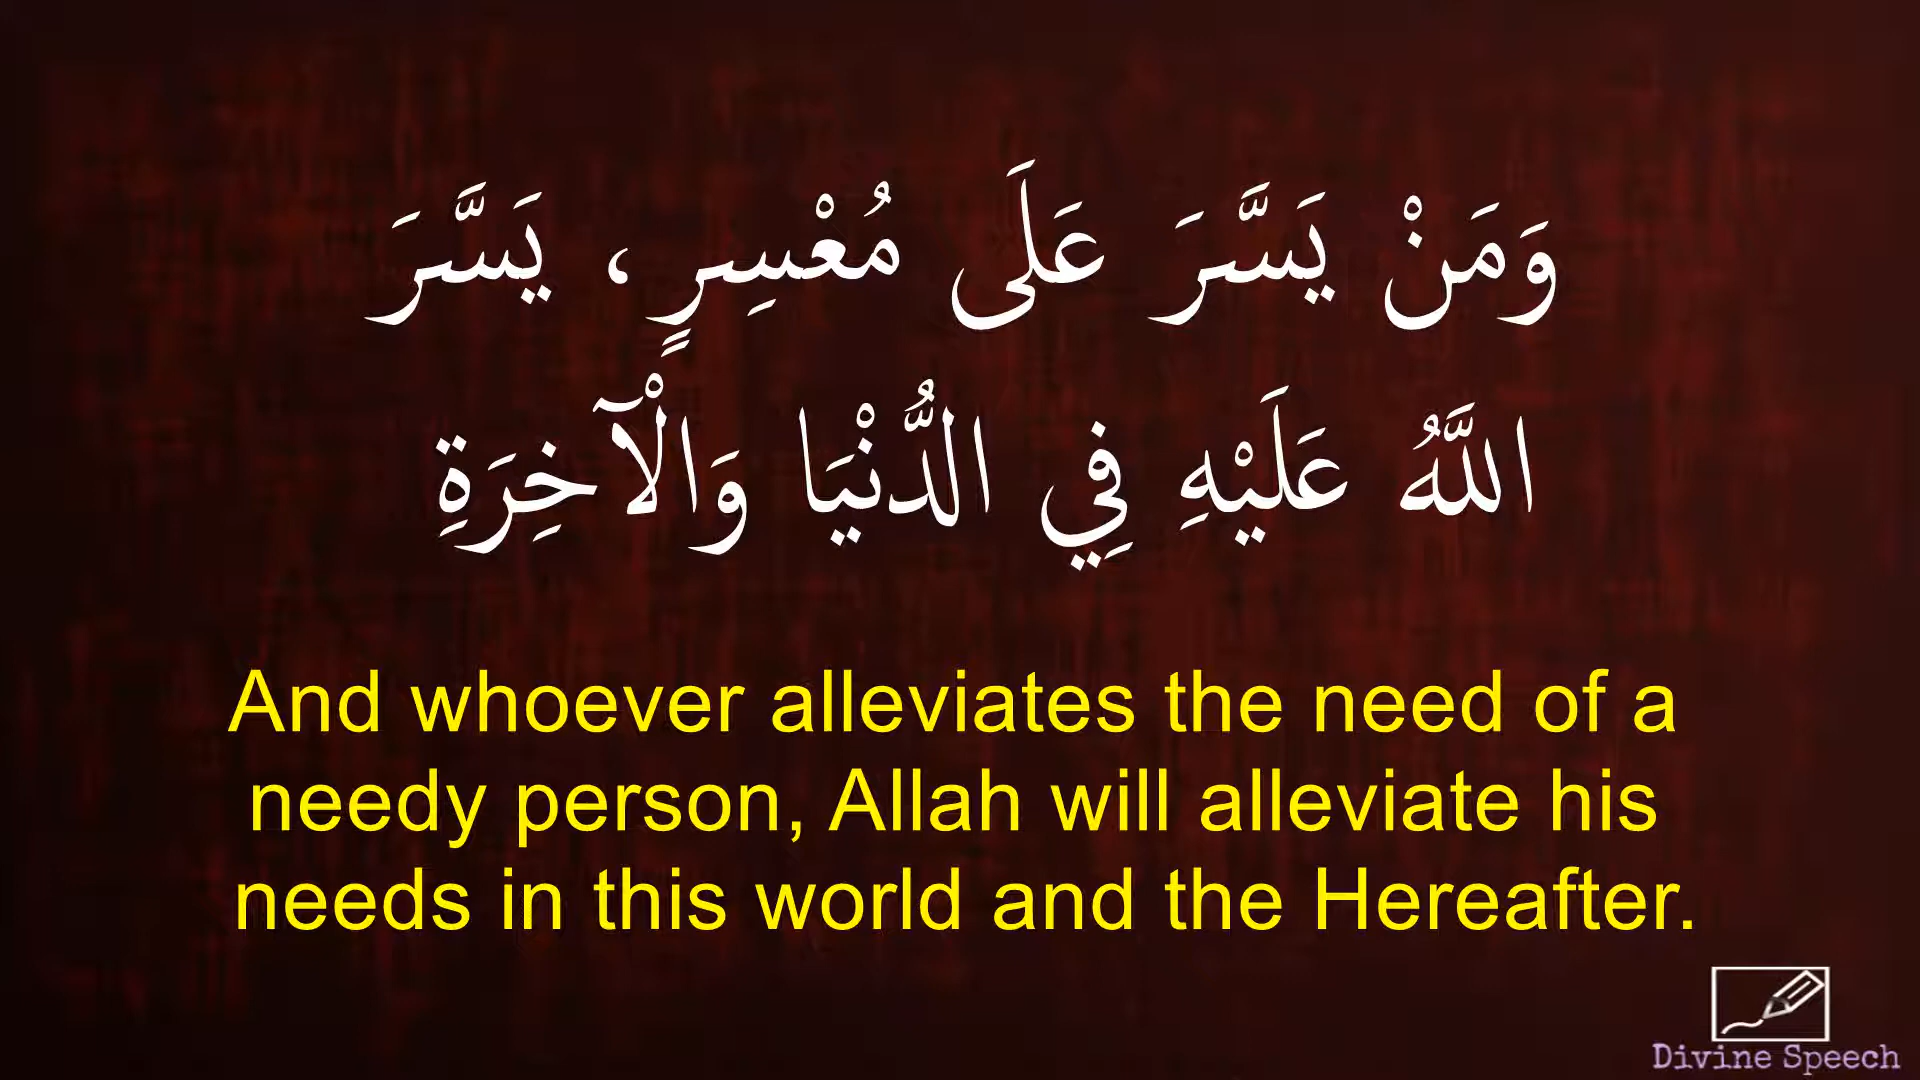 وَمَنْ يَسَّرَ عَلَى مُعْسِرٍ، يَسَّرَ
اللَّهُ عَلَيْهِ فِي الدُّنْيَا وَالْآخِرَةِ
And whoever alleviates the need of a
needy person, Allah will alleviate his
needs in this world and the Hereafter.
Divine Speech